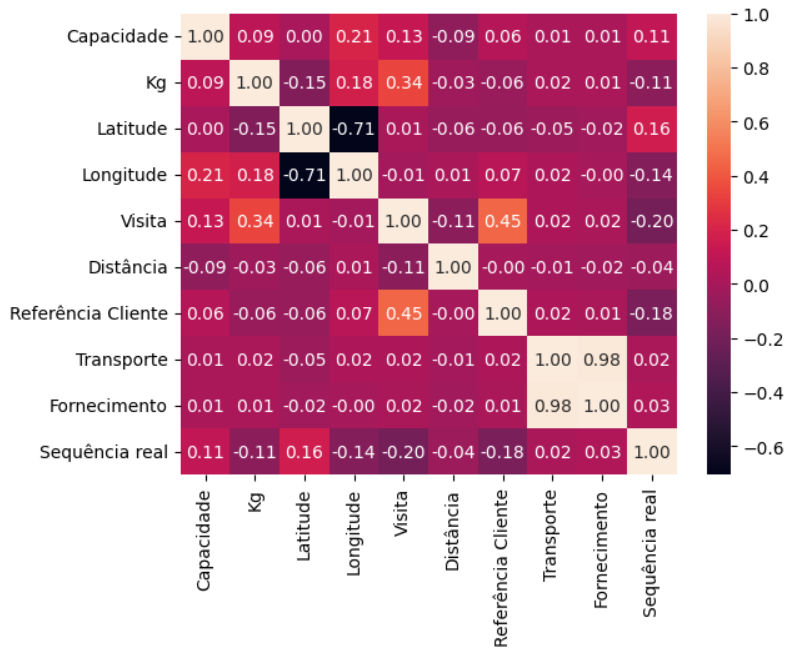 Capacidade 1.00 0.09 0.00 0.21 0.13 -0.09 0.06 0.01 0.01 0.11
Kg 0.09 1.00 -0.15 0.18 0.34 -0.03 -0.06 0.02 0.01 -0.11
Latitude 0.00 -0.15 1.00 -0.71 0.01 -0.06 -0.06 -0.05 -0.02 0.16
Longitude 0.21 0.18 -0.71 1.00 -0.01 0.01 0.07 0.02 -0.00 -0.14
Visita 0.13 0.34 0.01 -0.01 1.00 -0.11 0.45 0.02 0.02 -0.20
Distância -0.09 -0.03 -0.06 0.01 -0.11 1.00 -0.00 -0.01 -0.02 -0.04
Referência Cliente 0.06 -0.06 -0.06 0.07 0.45 -0.00 1.00 0.02 0.01 -0.18
Transporte 0.01 0.02 -0.05 0.02 0.02 -0.01 0.02 1.00 0.98 0.02
Fornecimento 0.01 0.01 -0.02 -0.00 0.02 -0.02 0.01 0.98 1.00 0.03
Sequência real 0.11 -0.11 0.16 -0.14 -0.20 -0.04 -0.18 0.02 0.03 1.00
Capacidade
Kg
Latitude
Longitude
Visita
Distância
Referência Cliente
Transporte
Fornecimento
Sequência real
1.0
0.8
0.6
0.4
0.2
0.0
−0.2
−0.4
−0.6